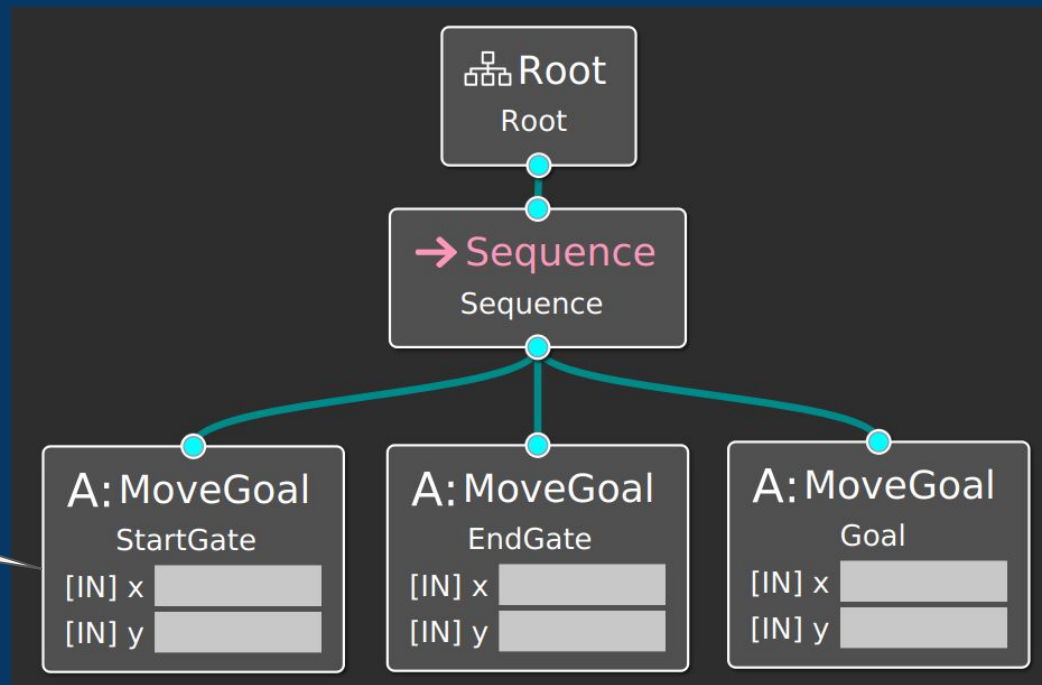 Root
Root
Sequence
Sequence
A:MoveGoal
StartGate
[IN] x
[IN] y
A:MoveGoal
EndGate
[IN] x
[IN] y
A:MoveGoal
Goal
[IN] x
[IN] y